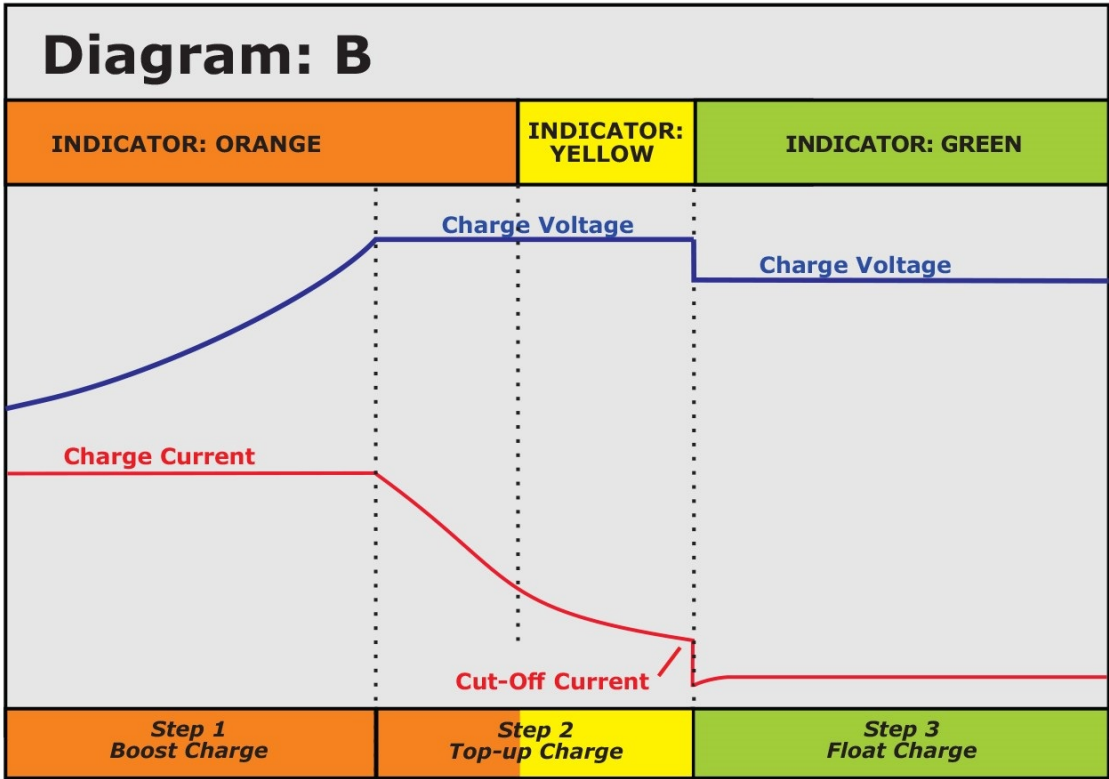 Diagram: B
INDICATOR: ORANGE
INDICATOR:
YELLOW
INDICATOR: GREEN
Charge Voltage
Charge Voltage
Charge Current
Cut-Off Current
Step 1
Boost Charge
Step 2
Top-up Charge
Step 3
Float Charge